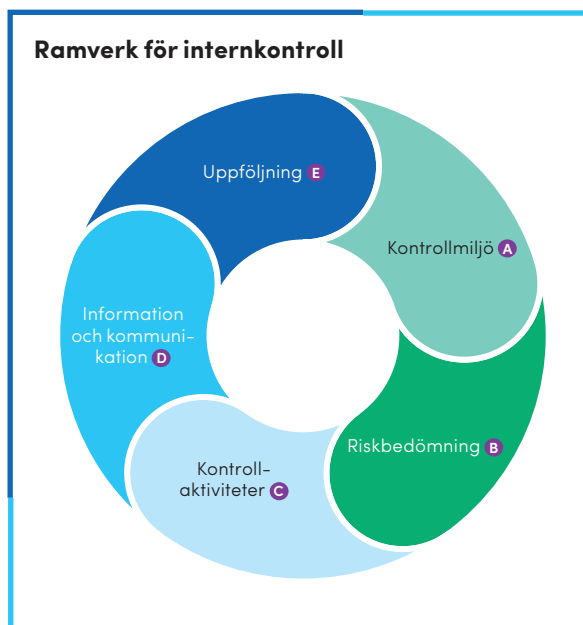 Ramverk för internkontroll
Uppföljning E
Kontrollmiljö A
Information
och kommuni-
kation D
Riskbedömning B
Kontroll-
aktiviteter C